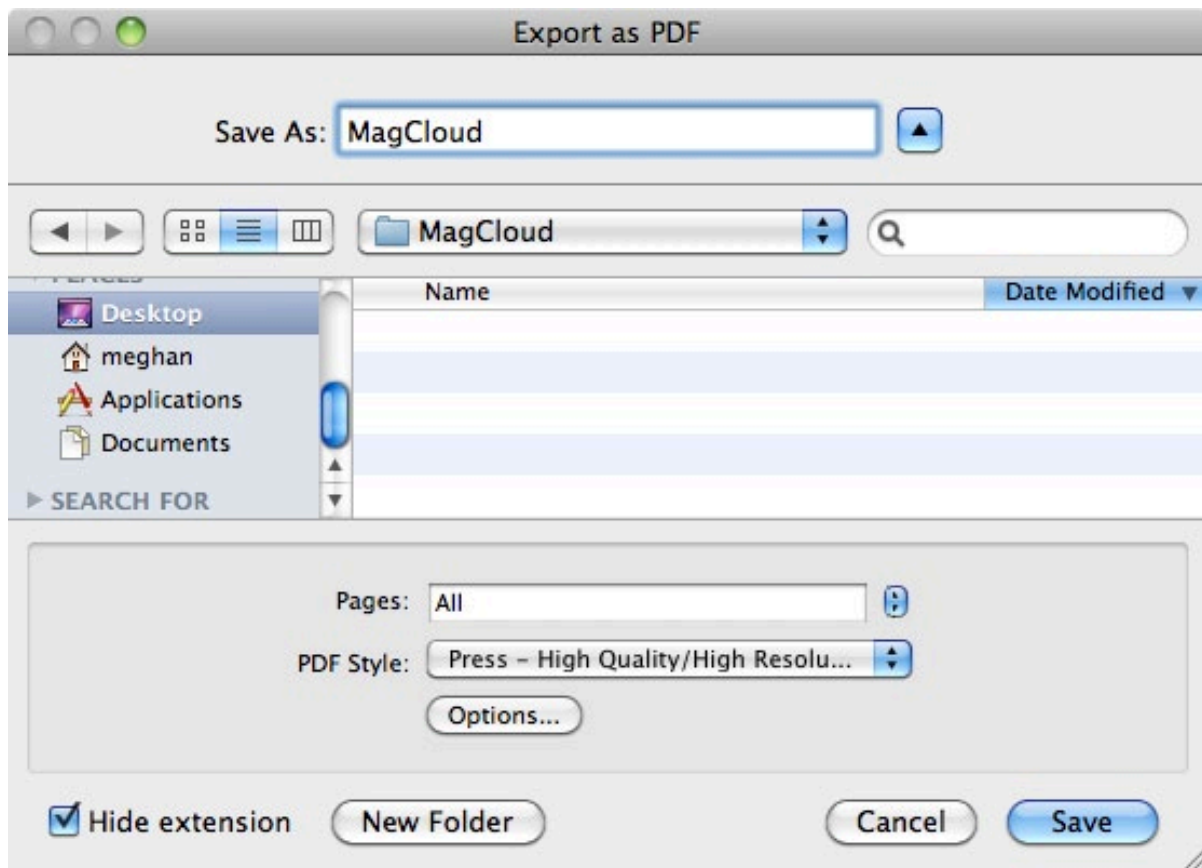 Export as PDF
Save As: MagCloud
MagCloud
PLACES
Name Date Modified
Desktop
meghan
Applications
Documents
SEARCH FOR
Pages: All
PDF Style: Press – High Quality/High Resolu...
Options...
Hide extension New Folder Cancel Save